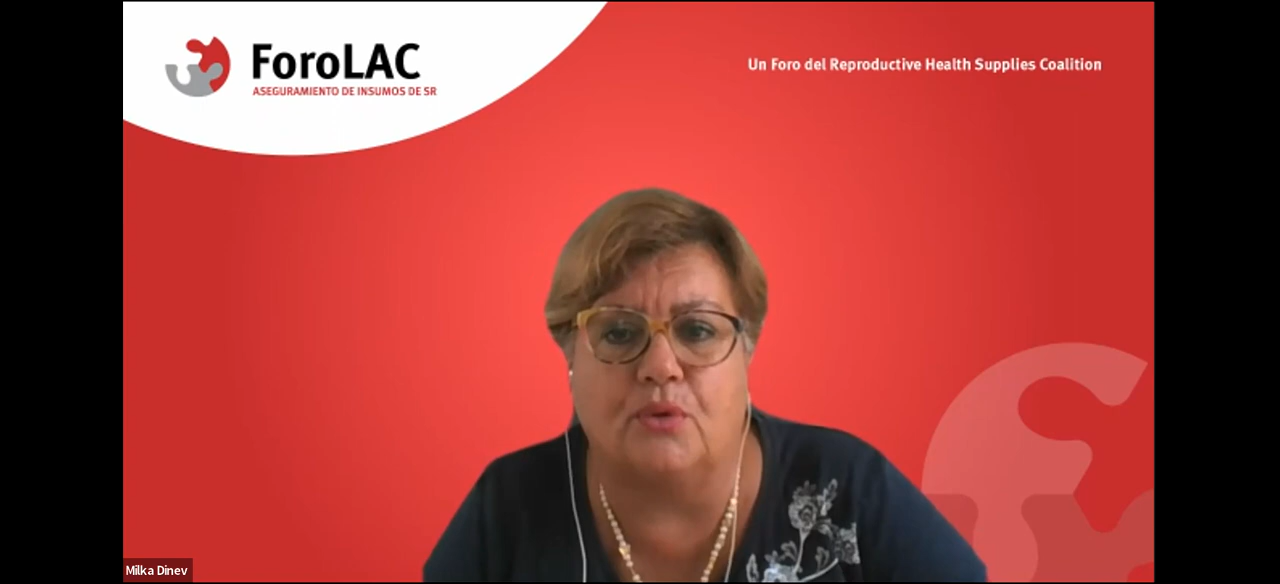 ForoLAC
ASEGURAMIENTO DE INSUMOS DE SR
Un Foro del Reproductive Health Supplies Coalition
Milka Dinev